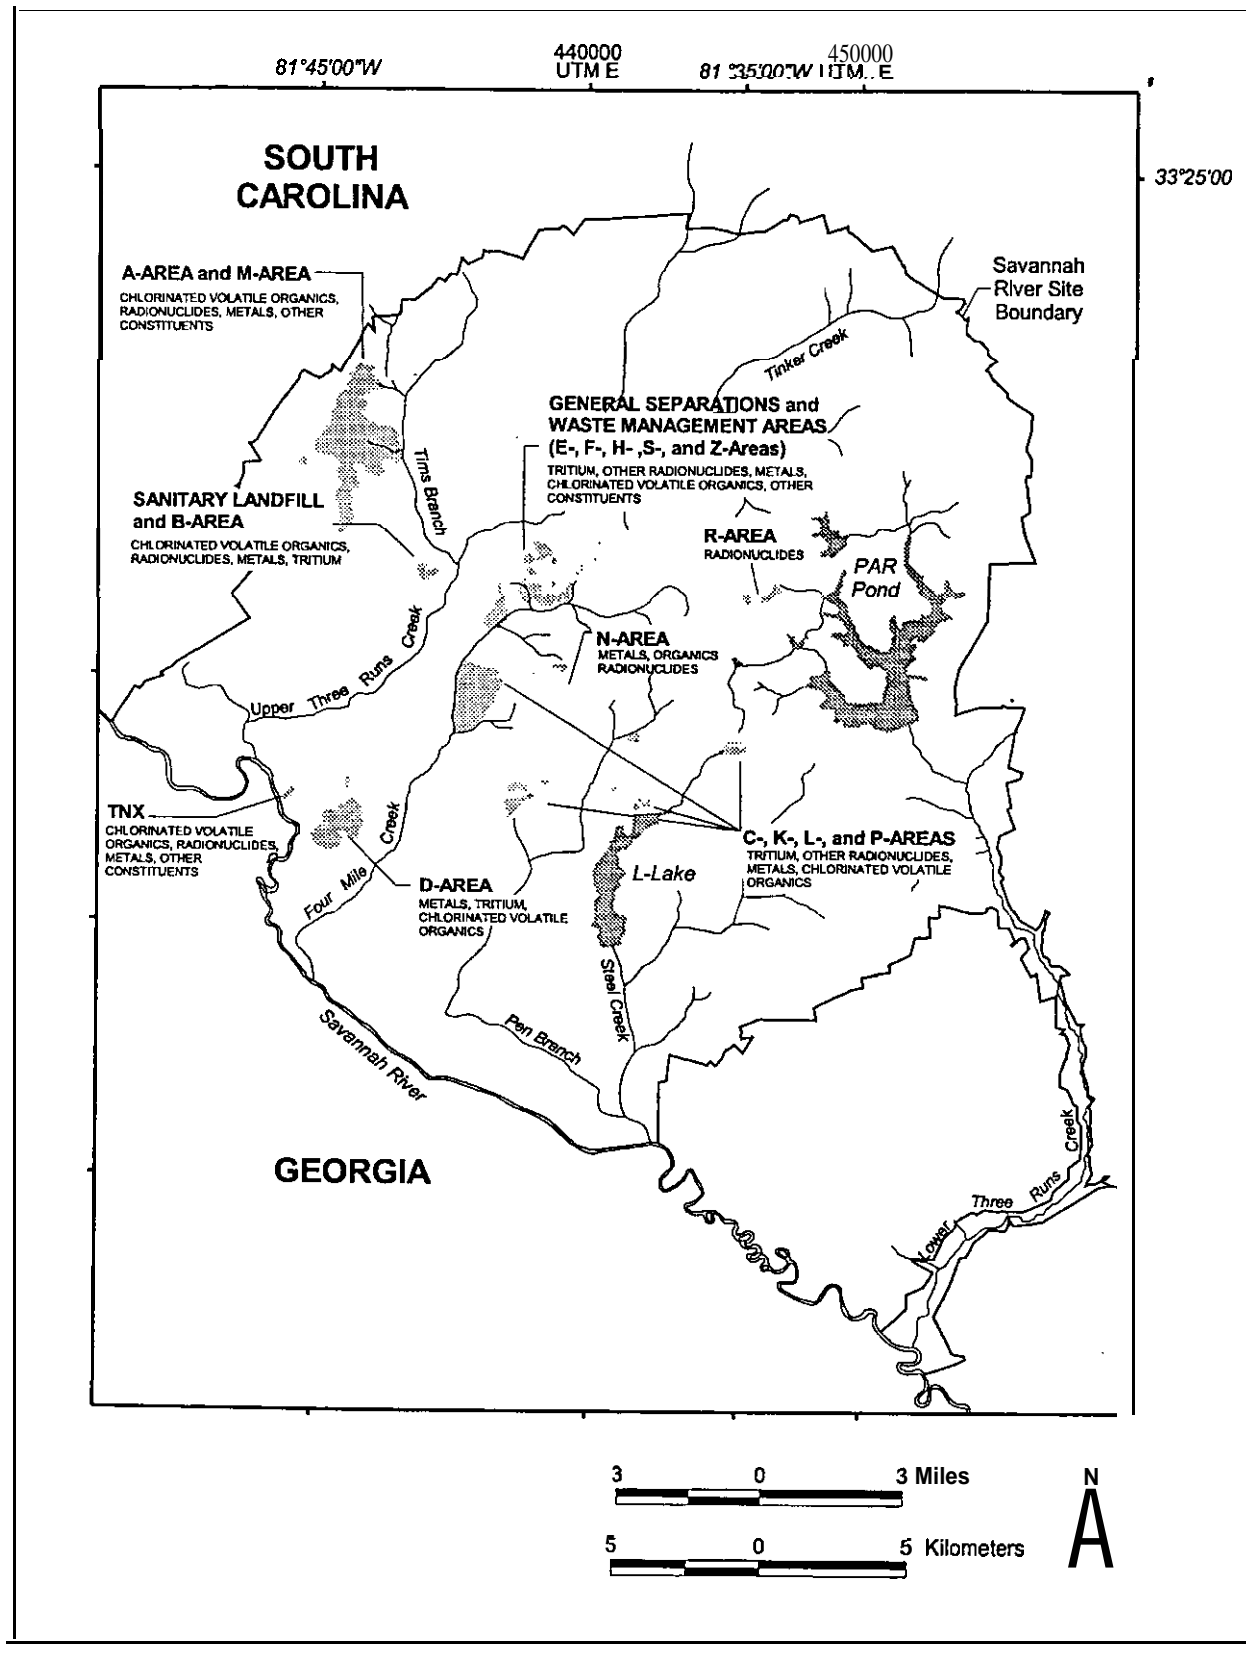 440000
450000
81°45'00"W
UTM E
81 °35'00"W UTM E
33°25'00
SOUTH
CAROLINA
A-AREA and M-AREA
CHLORINATED VOLATILE ORGANICS,
RADIONUCLIDES, METALS, OTHER
CONSTITUENTS
Savannah
River Site
Boundary
Tinker Creek
GENERAL SEPARATIONS and
WASTE MANAGEMENT AREAS
(E-, F-, H- ,S-, and Z-Areas)
TRITIUM, OTHER RADIONUCLIDES, METALS,
CHLORINATED VOLATILE ORGANICS, OTHER
CONSTITUENTS
Tims Branch
SANITARY LANDFILL
and B-AREA
CHLORINATED VOLATILE ORGANICS,
RADIONUCLIDES, METALS, TRITIUM
R-AREA
RADIONUCLIDES
PAR
Pond
N-AREA
METALS, ORGANICS
RADIONUCLIDES
Upper Three Runs Creek
TNX
CHLORINATED VOLATILE
ORGANICS, RADIONUCLIDES,
METALS, OTHER
CONSTITUENTS
Four Mile Creek
C-, K-, L-, and P-AREAS
TRITIUM, OTHER RADIONUCLIDES,
METALS, CHLORINATED VOLATILE
ORGANICS
L-Lake
D-AREA
METALS, TRITIUM,
CHLORINATED VOLATILE
ORGANICS
Steel Creek
Pen Branch
Savannah River
GEORGIA
Lower Three Runs Creek
3 0 3 Miles
N
5 0 5 Kilometers